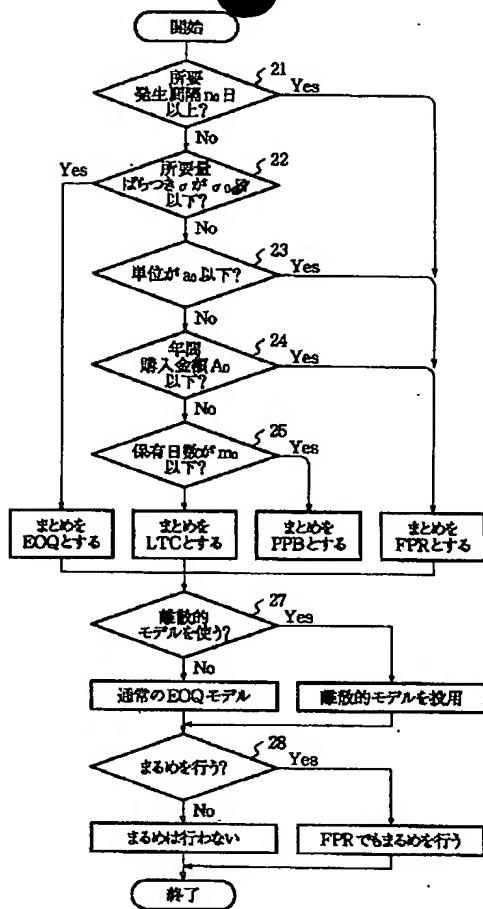 開始
21
所要
発生間隔n₀日
以上?
Yes
No
22
所要量
ばらつきσがσ₀
以下?
Yes
No
23
単位がa₀以下?
Yes
No
24
年間
購入金額A₀
以下?
Yes
No
25
保有日数がm₀
以下?
Yes
No
まとめを
EOQとする
まとめを
LTCとする
まとめを
PPBとする
まとめを
FPRとする
27
離散的
モデルを使う?
Yes
No
通常のEOQモデル
離散的モデルを投用
28
まるめを行う?
Yes
No
まるめは行わない
FPRでもまるめを行う
終了